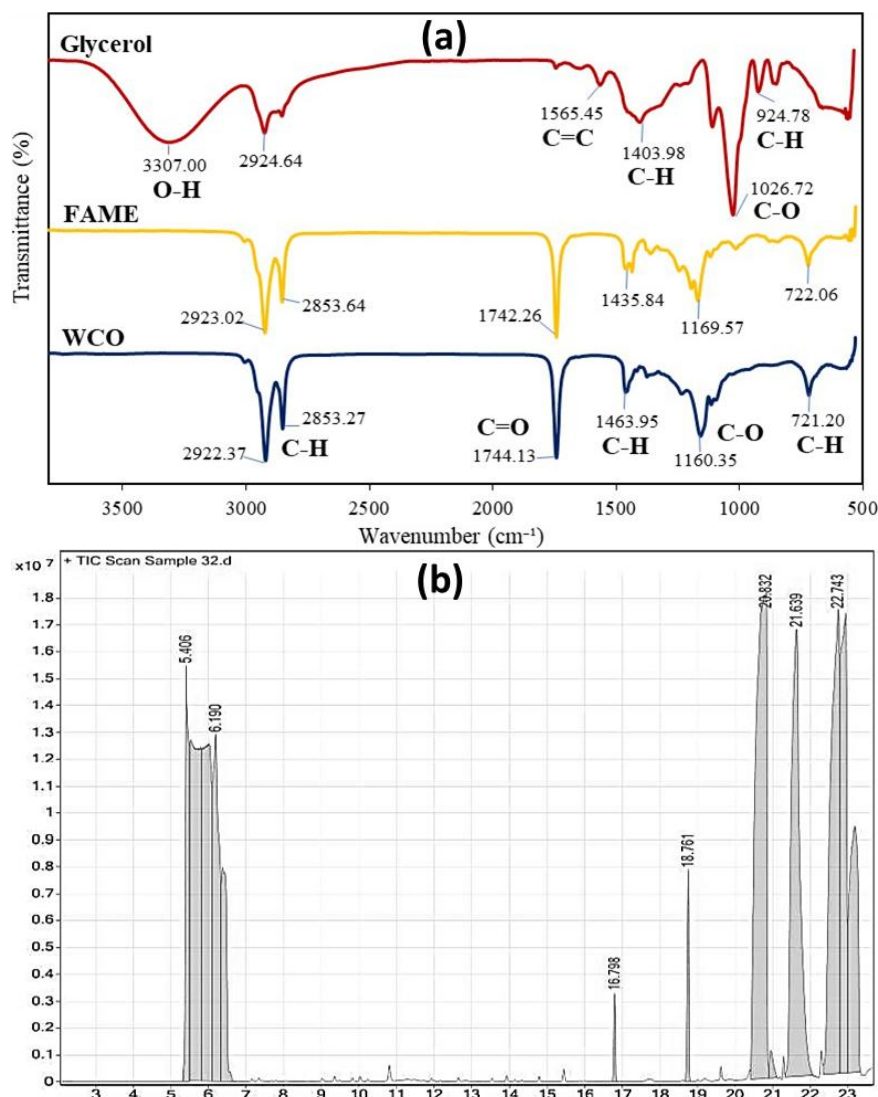 (a)
Glycerol
3307.00
O-H
2924.64
1565.45
C=C
1403.98
C-H
924.78
C-H
1026.72
C-O
FAME
2923.02
2853.64
1742.26
1435.84
1169.57
722.06
WCO
2922.37
2853.27
C-H
C=O
1744.13
1463.95
C-H
C-O
1160.35
721.20
C-H
Transmittance (%)
3500 3000 2500 2000 1500 1000 500
Wavenumber (cm⁻¹)
(b)
x10 7
+ TIC Scan Sample 32.d
1.8
1.7
1.6
1.5
1.4
1.3
1.2
1.1
1
0.9
0.8
0.7
0.6
0.5
0.4
0.3
0.2
0.1
0
5.406
6.190
16.798
18.761
20.832
21.639
22.743
3 4 5 6 7 8 9 10 11 12 13 14 15 16 17 18 19 20 21 22 23